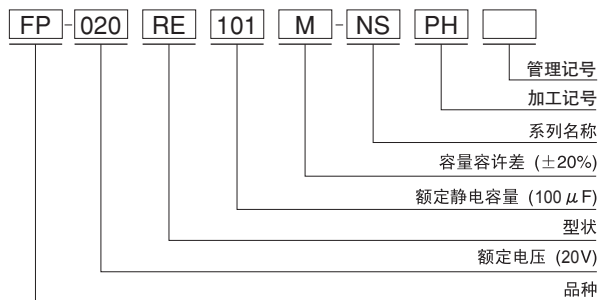 FP-020 RE 101 M-NS PH
管理记号
加工记号
系列名称
容量容许差 (±20%)
额定静电容量 (100μF)
型状
额定电压 (20V)
品种